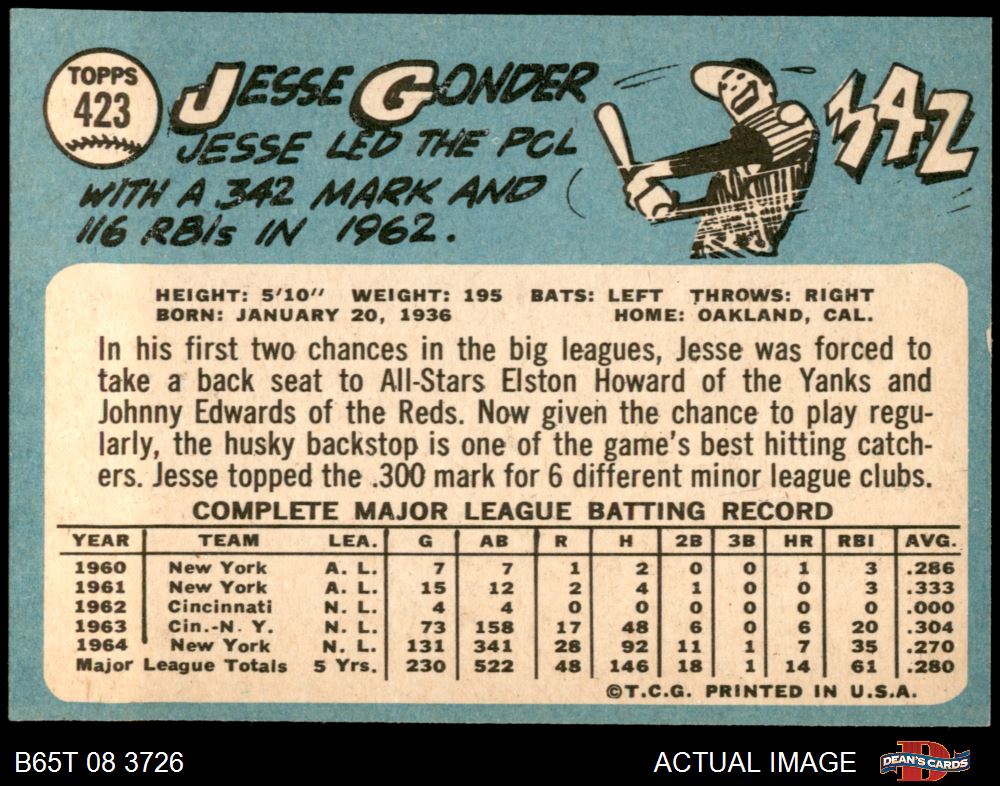 TOPPS
423
JESSE GONDER
JESSE LED THE PCL
WITH A .342 MARK AND
116 RBIs IN 1962.
342
HEIGHT: 5'10" WEIGHT: 195 BATS: LEFT THROWS: RIGHT
BORN: JANUARY 20, 1936 HOME: OAKLAND, CAL.
In his first two chances in the big leagues, Jesse was forced to
take a back seat to All-Stars Elston Howard of the Yanks and
Johnny Edwards of the Reds. Now given the chance to play regu-
larly, the husky backstop is one of the game's best hitting catch-
ers. Jesse topped the .300 mark for 6 different minor league clubs.
COMPLETE MAJOR LEAGUE BATTING RECORD
YEAR TEAM LEA. G AB R H 2B 3B HR RBI AVG.
1960 New York A. L. 7 7 1 2 0 0 1 3 .286
1961 New York A. L. 15 12 2 4 1 0 0 3 .333
1962 Cincinnati N. L. 4 4 0 0 0 0 0 0 .000
1963 Cin.-N. Y. N. L. 73 158 17 48 6 0 6 20 .304
1964 New York N. L. 131 341 28 92 11 1 7 35 .270
Major League Totals 5 Yrs. 230 522 48 146 18 1 14 61 .280
©T.C.G. PRINTED IN U.S.A.
B65T 08 3726 ACTUAL IMAGE DEAN'S CARDS